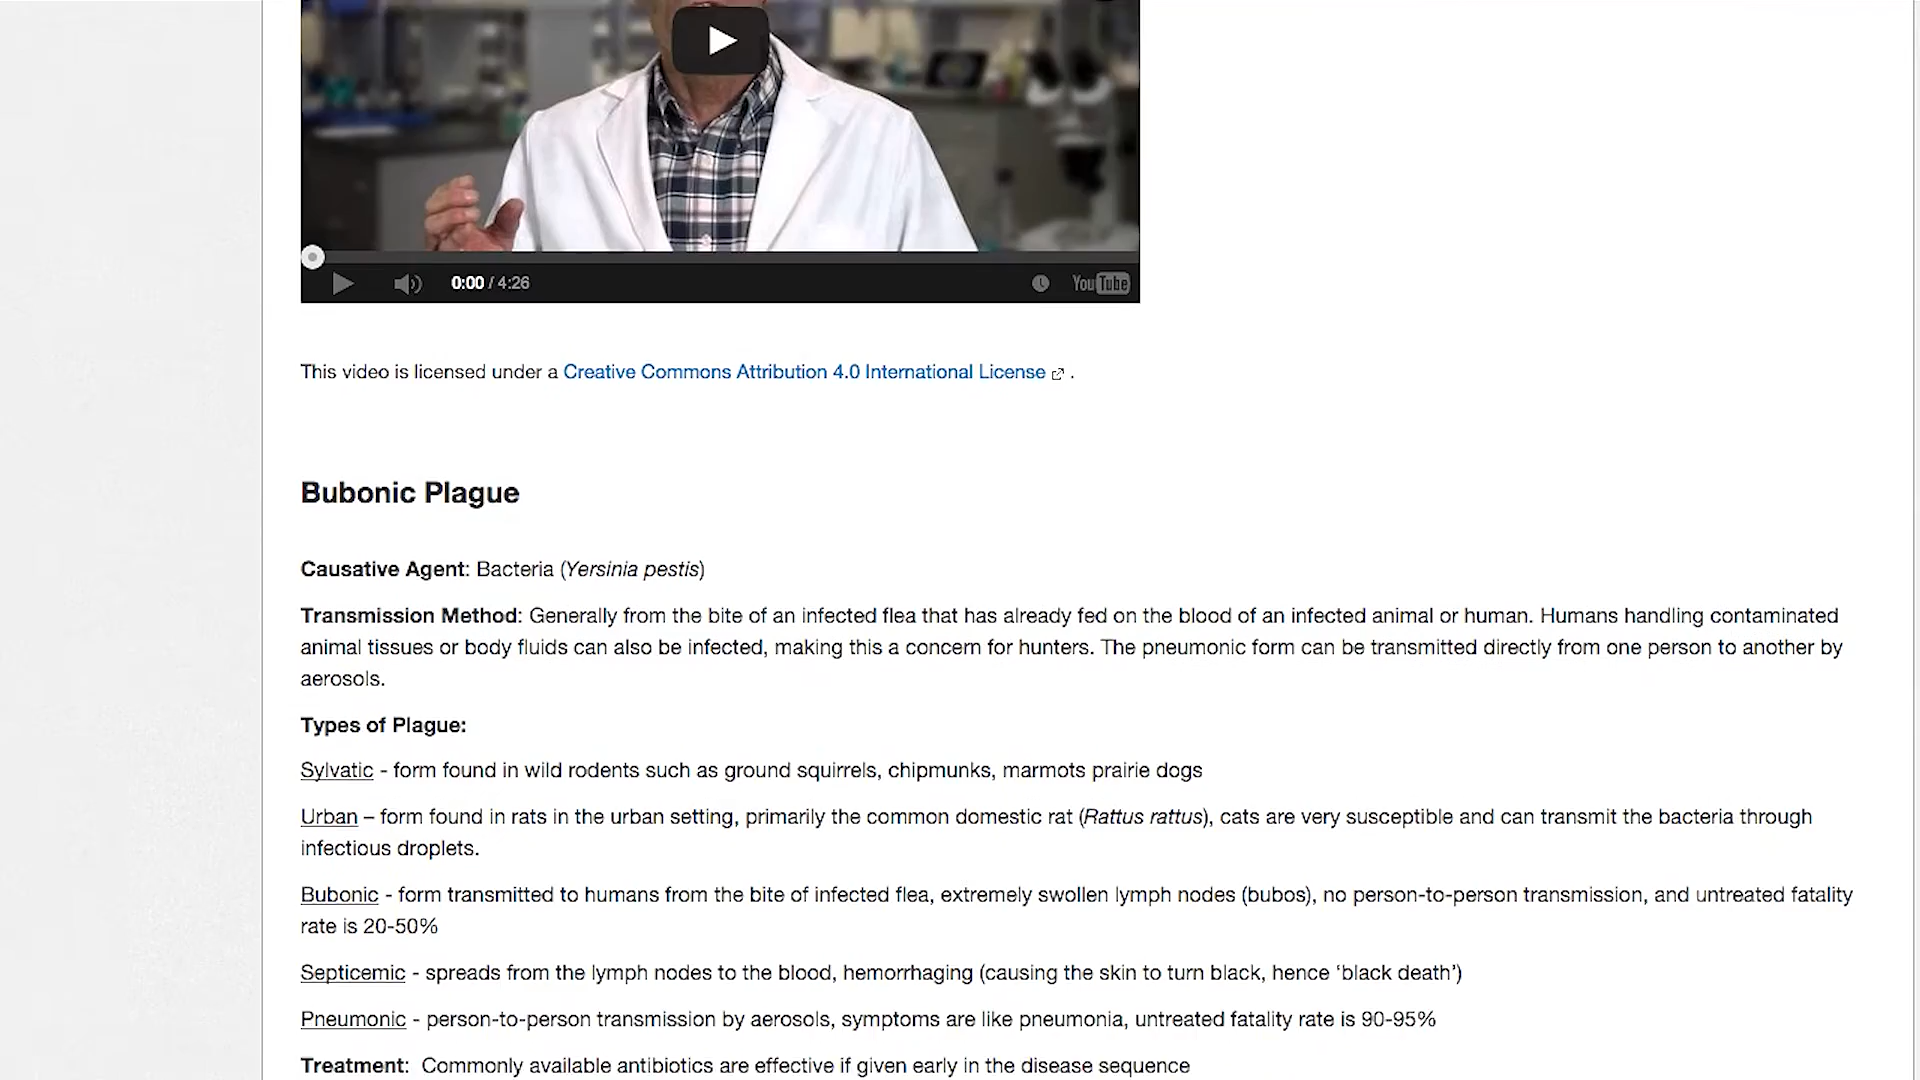 0:00 / 4:26
YouTube
This video is licensed under a Creative Commons Attribution 4.0 International License .
Bubonic Plague
Causative Agent: Bacteria (Yersinia pestis)
Transmission Method: Generally from the bite of an infected flea that has already fed on the blood of an infected animal or human. Humans handling contaminated
animal tissues or body fluids can also be infected, making this a concern for hunters. The pneumonic form can be transmitted directly from one person to another by
aerosols.
Types of Plague:
Sylvatic - form found in wild rodents such as ground squirrels, chipmunks, marmots prairie dogs
Urban – form found in rats in the urban setting, primarily the common domestic rat (Rattus rattus), cats are very susceptible and can transmit the bacteria through
infectious droplets.
Bubonic - form transmitted to humans from the bite of infected flea, extremely swollen lymph nodes (bubos), no person-to-person transmission, and untreated fatality
rate is 20-50%
Septicemic - spreads from the lymph nodes to the blood, hemorrhaging (causing the skin to turn black, hence ‘black death’)
Pneumonic - person-to-person transmission by aerosols, symptoms are like pneumonia, untreated fatality rate is 90-95%
Treatment: Commonly available antibiotics are effective if given early in the disease sequence